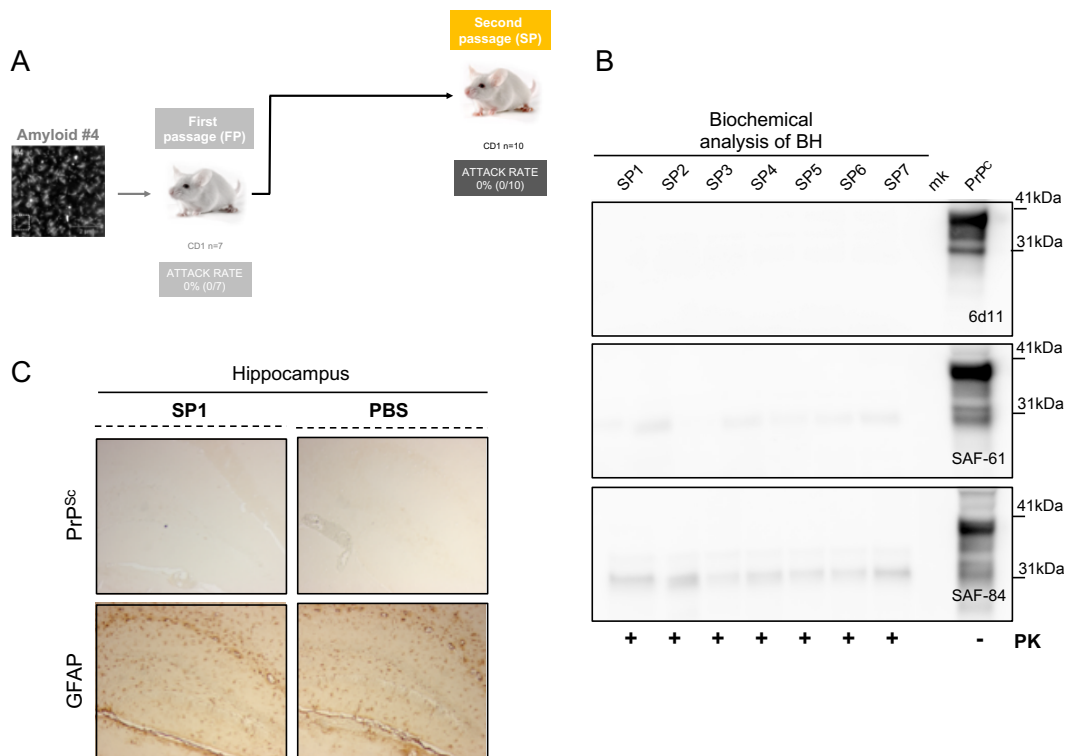 A
Amyloid #4
First
passage (FP)
CD1 n=7
ATTACK RATE
0% (0/7)
Second
passage (SP)
CD1 n=10
ATTACK RATE
0% (0/10)
B
Biochemical
analysis of BH
SP1 SP2 SP3 SP4 SP5 SP6 SP7 mk PrPᶜ
41kDa
31kDa
6d11
41kDa
31kDa
SAF-61
41kDa
31kDa
SAF-84
+ + + + + + + - PK
C
Hippocampus
SP1 PBS
PrPˢᶜ
GFAP